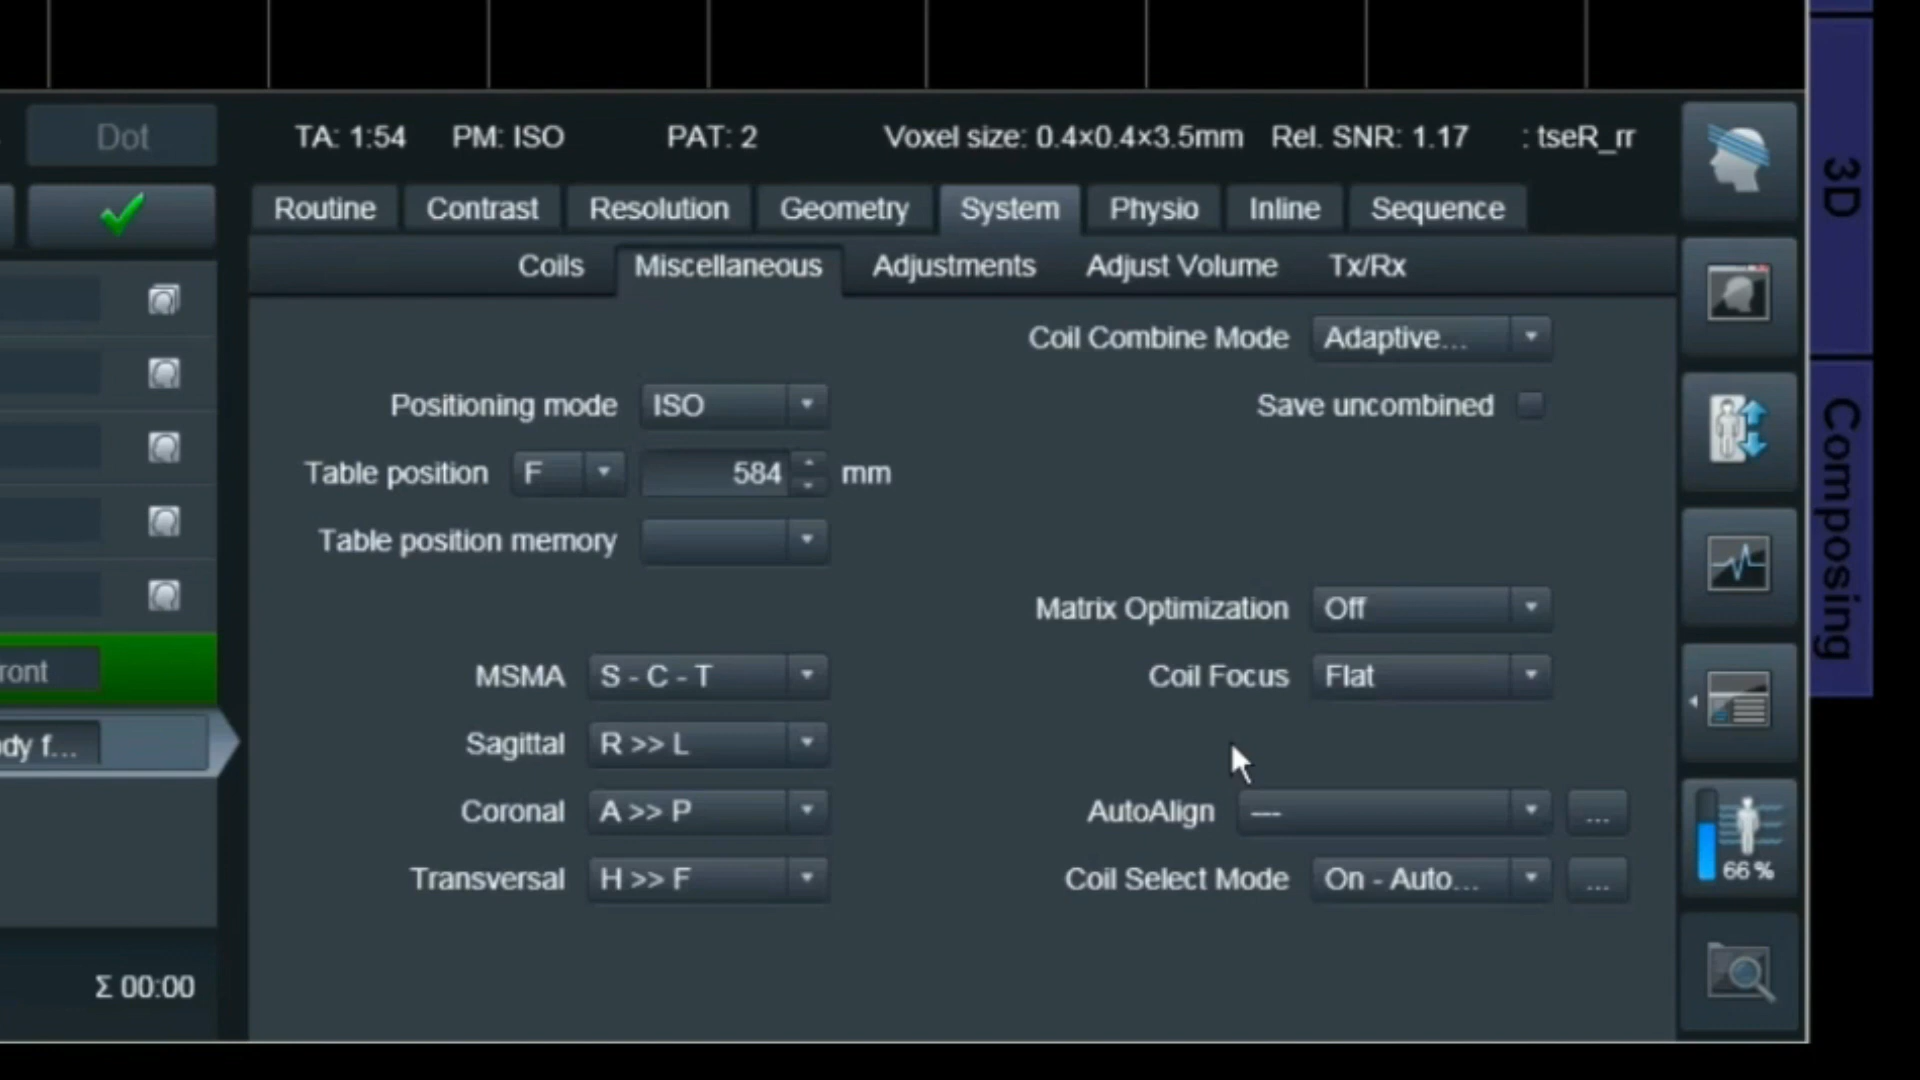 Dot
TA: 1:54 PM: ISO PAT: 2 Voxel size: 0.4×0.4×3.5mm Rel. SNR: 1.17 : tseR_rr
Routine Contrast Resolution Geometry System Physio Inline Sequence
Coils Miscellaneous Adjustments Adjust Volume Tx/Rx
Coil Combine Mode Adaptive...
Positioning mode ISO Save uncombined
Table position F 584 mm
Table position memory
Matrix Optimization Off
ront
MSMA S - C - T Coil Focus Flat
dy f...
Sagittal R >> L
Coronal A >> P AutoAlign --- ...
Transversal H >> F Coil Select Mode On - Auto... ...
66 %
Σ 00:00
3D
Composing